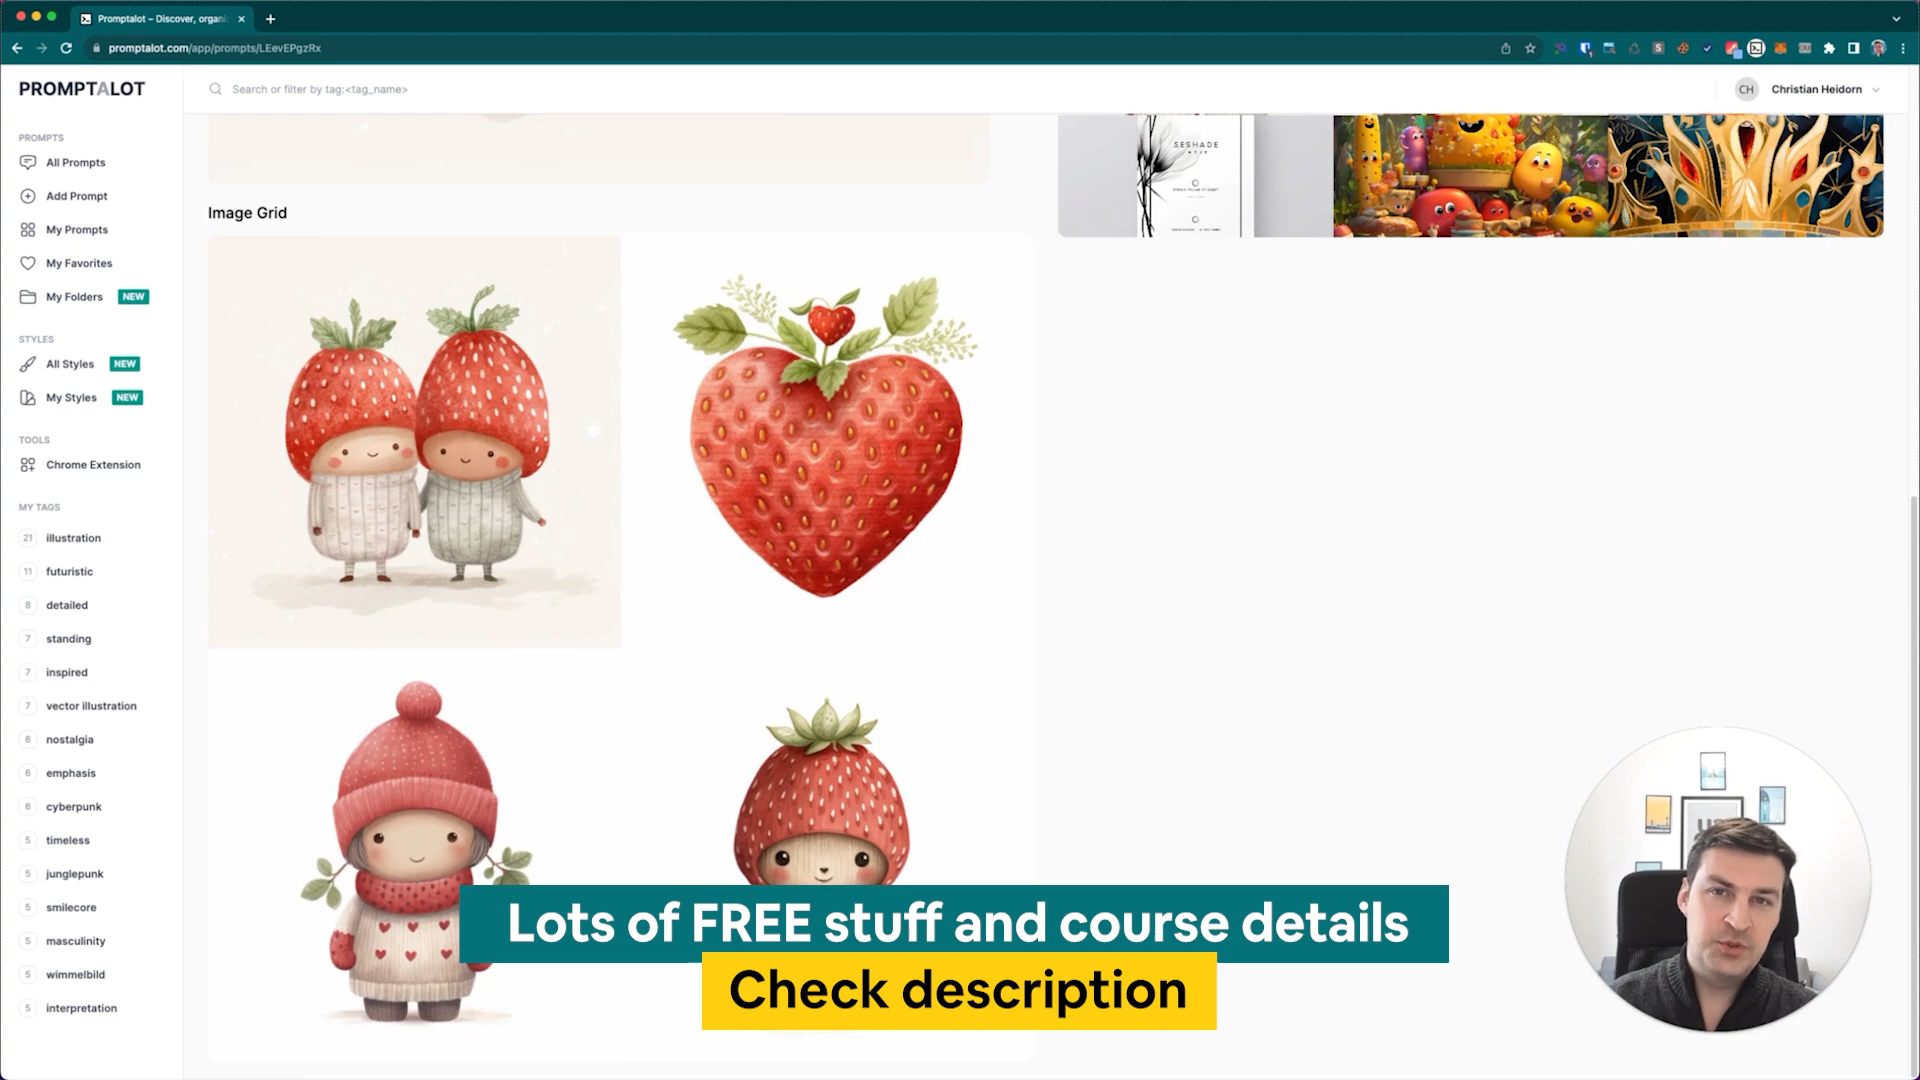 Promptalot – Discover, organi
promptalot.com/app/prompts/LEevEPgzRx
PROMPTALOT
Search or filter by tag:<tag_name>
CH
Christian Heidorn
PROMPTS
All Prompts
Add Prompt
My Prompts
My Favorites
My Folders NEW
STYLES
All Styles NEW
My Styles NEW
TOOLS
Chrome Extension
MY TAGS
21 illustration
11 futuristic
8 detailed
7 standing
7 inspired
7 vector illustration
6 nostalgia
6 emphasis
6 cyberpunk
5 timeless
5 junglepunk
5 smilecore
5 masculinity
5 wimmelbild
5 interpretation
Image Grid
SESHADE
Lots of FREE stuff and course details
Check description